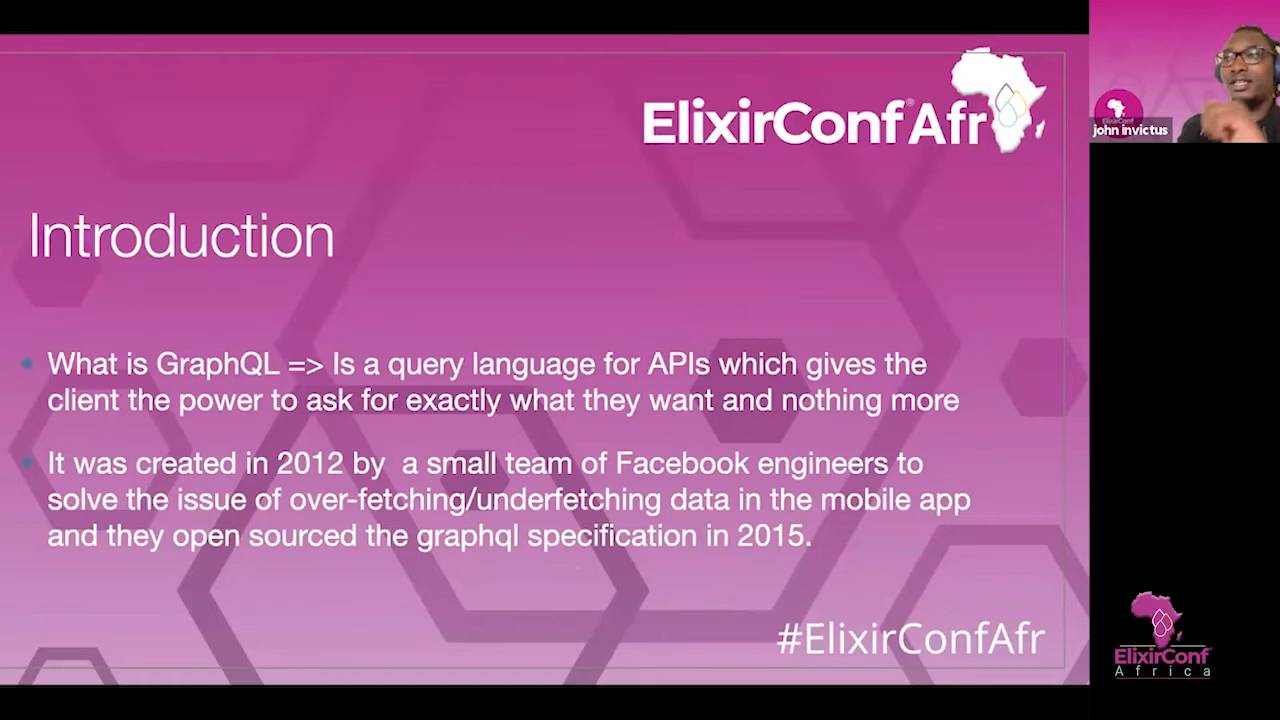 ElixirConf® Afr
Introduction
What is GraphQL => Is a query language for APIs which gives the
client the power to ask for exactly what they want and nothing more
It was created in 2012 by  a small team of Facebook engineers to
solve the issue of over-fetching/underfetching data in the mobile app
and they open sourced the graphql specification in 2015.
#ElixirConfAfr
ElixirConf
john invictus
ElixirConf®
Africa